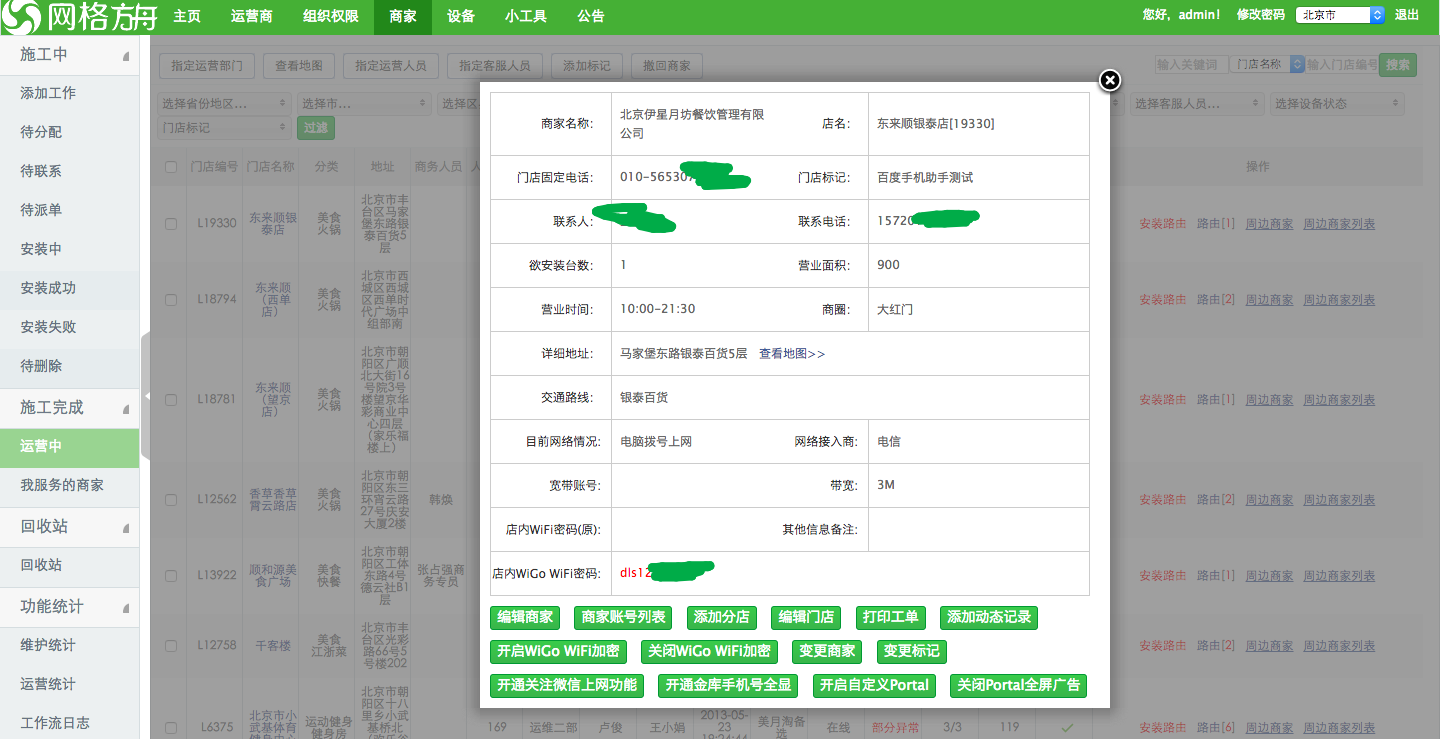 网格方舟 主页 运营商 组织权限 商家 设备 小工具 公告 您好，admin！ 修改密码 北京市 退出
施工中
添加工作
待分配
待联系
待派单
安装中
安装成功
安装失败
待删除
施工完成
运营中
我服务的商家
回收站
回收站
功能统计
维护统计
运营统计
工作流日志
指定运营部门 查看地图 指定运营人员 指定客服人员 添加标记 撤回商家 输入关键词 门店名称 输入门店编号 搜索
选择省份地区... 选择市... 选择区 选择客服人员... 选择设备状态
门店标记 过滤
门店编号 门店名称 分类 地址 商务人员 操作
L19330 东来顺银泰店 美食火锅 北京市丰台区马家堡东路银泰百货5层 安装路由 路由[1] 周边商家 周边商家列表
L18794 东来顺（西单店） 美食火锅 北京市西城区西城区西单时代广场中组部南 安装路由 路由[2] 周边商家 周边商家列表
L18781 东来顺（望京店） 美食火锅 北京市朝阳区广顺北大街16号院3号楼望京华彩商业中心四层（家乐福楼上） 安装路由 路由[1] 周边商家 周边商家列表
L12562 香草香草霄云路店 美食火锅 北京市朝阳区东三环霄云路27号庆安大厦2楼 韩焕 安装路由 路由[2] 周边商家 周边商家列表
L13922 顺和源美食广场 美食快餐 北京市朝阳区工体东路4号德云社B1层 张占强商务专员 安装路由 路由[1] 周边商家 周边商家列表
L12758 千客楼 美食江浙菜 北京市丰台区光彩路66号5号楼202 安装路由 路由[2] 周边商家 周边商家列表
L6375 北京市小武基体育健身中心 运动健身健身房 北京市朝阳区十八里乡小武基桥北 169 运维二部 卢俊 王小娟 2013-05-23 美月淘备选 在线 部分异常 3/3 119 安装路由 路由[6] 周边商家 周边商家列表
商家名称: 北京伊星月坊餐饮管理有限公司 店名: 东来顺银泰店[19330]
门店固定电话: 010-56530 门店标记: 百度手机助手测试
联系人: 联系电话: 15720
欲安装台数: 1 营业面积: 900
营业时间: 10:00-21:30 商圈: 大红门
详细地址: 马家堡东路银泰百货5层 查看地图>>
交通路线: 银泰百货
目前网络情况: 电脑拨号上网 网络接入商: 电信
宽带账号: 带宽: 3M
店内WiFi密码(原): 其他信息备注:
店内WiGo WiFi密码: dls12
编辑商家 商家账号列表 添加分店 编辑门店 打印工单 添加动态记录
开启WiGo WiFi加密 关闭WiGo WiFi加密 变更商家 变更标记
开通关注微信上网功能 开通金库手机号全显 开启自定义Portal 关闭Portal全屏广告